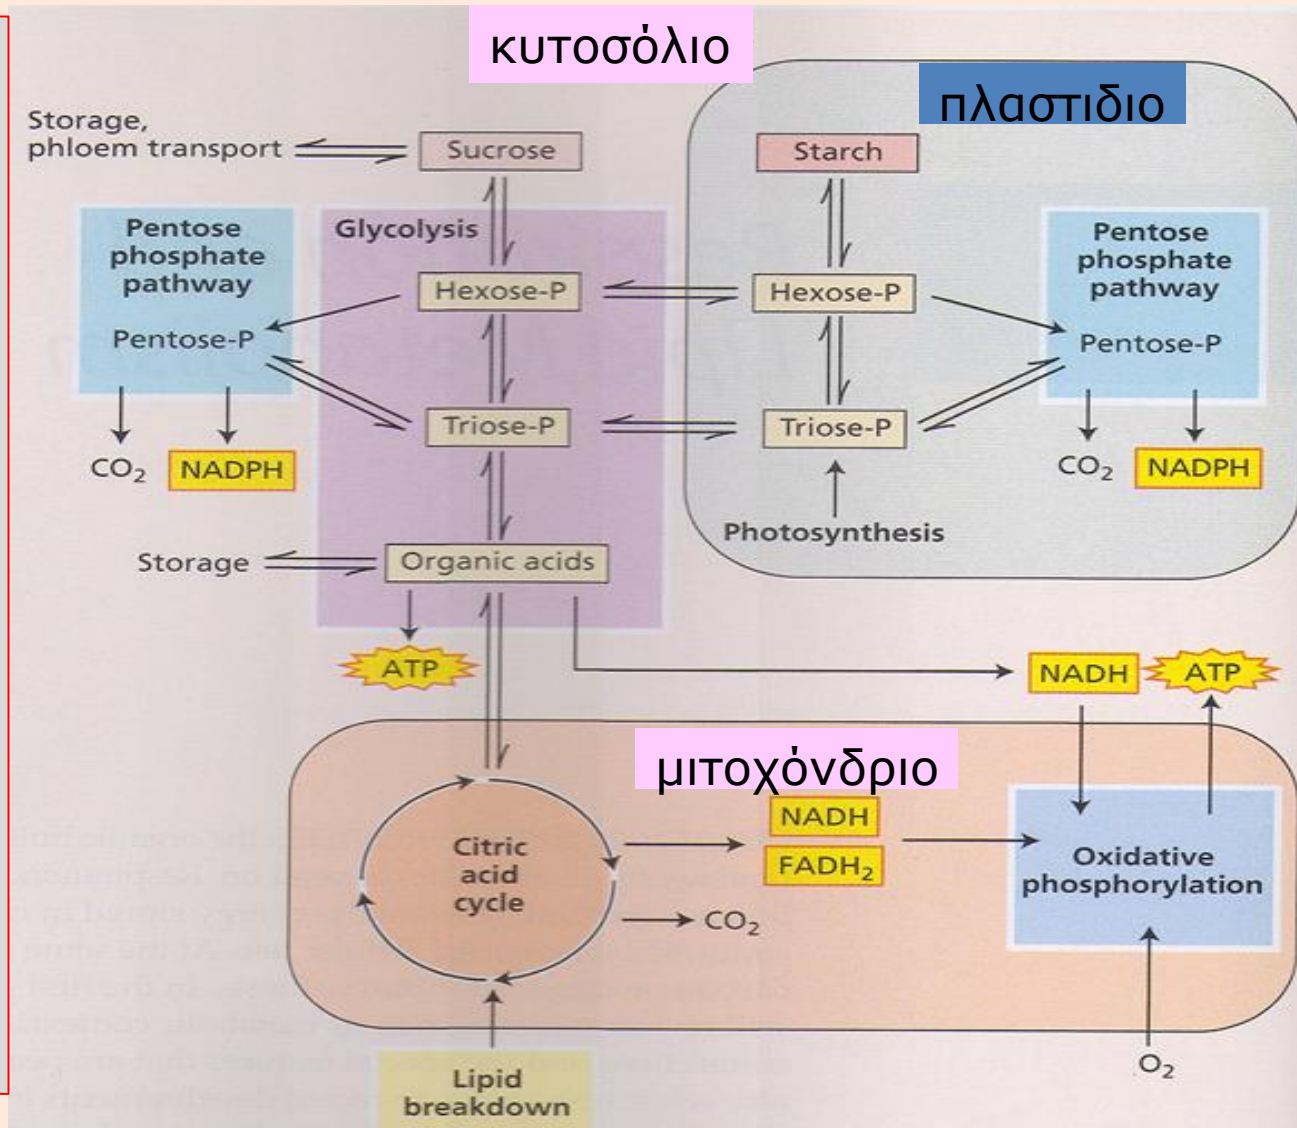 κυτοσόλιο
πλαστιδιο
Storage,
phloem transport
Sucrose
Starch
Pentose
phosphate
pathway
Glycolysis
Pentose
phosphate
pathway
Hexose-P
Hexose-P
Pentose-P
Pentose-P
Triose-P
Triose-P
CO₂
NADPH
CO₂
NADPH
Photosynthesis
Storage
Organic acids
ATP
NADH
ATP
μιτοχόνδριο
NADH
FADH₂
Citric
acid
cycle
Oxidative
phosphorylation
CO₂
O₂
Lipid
breakdown